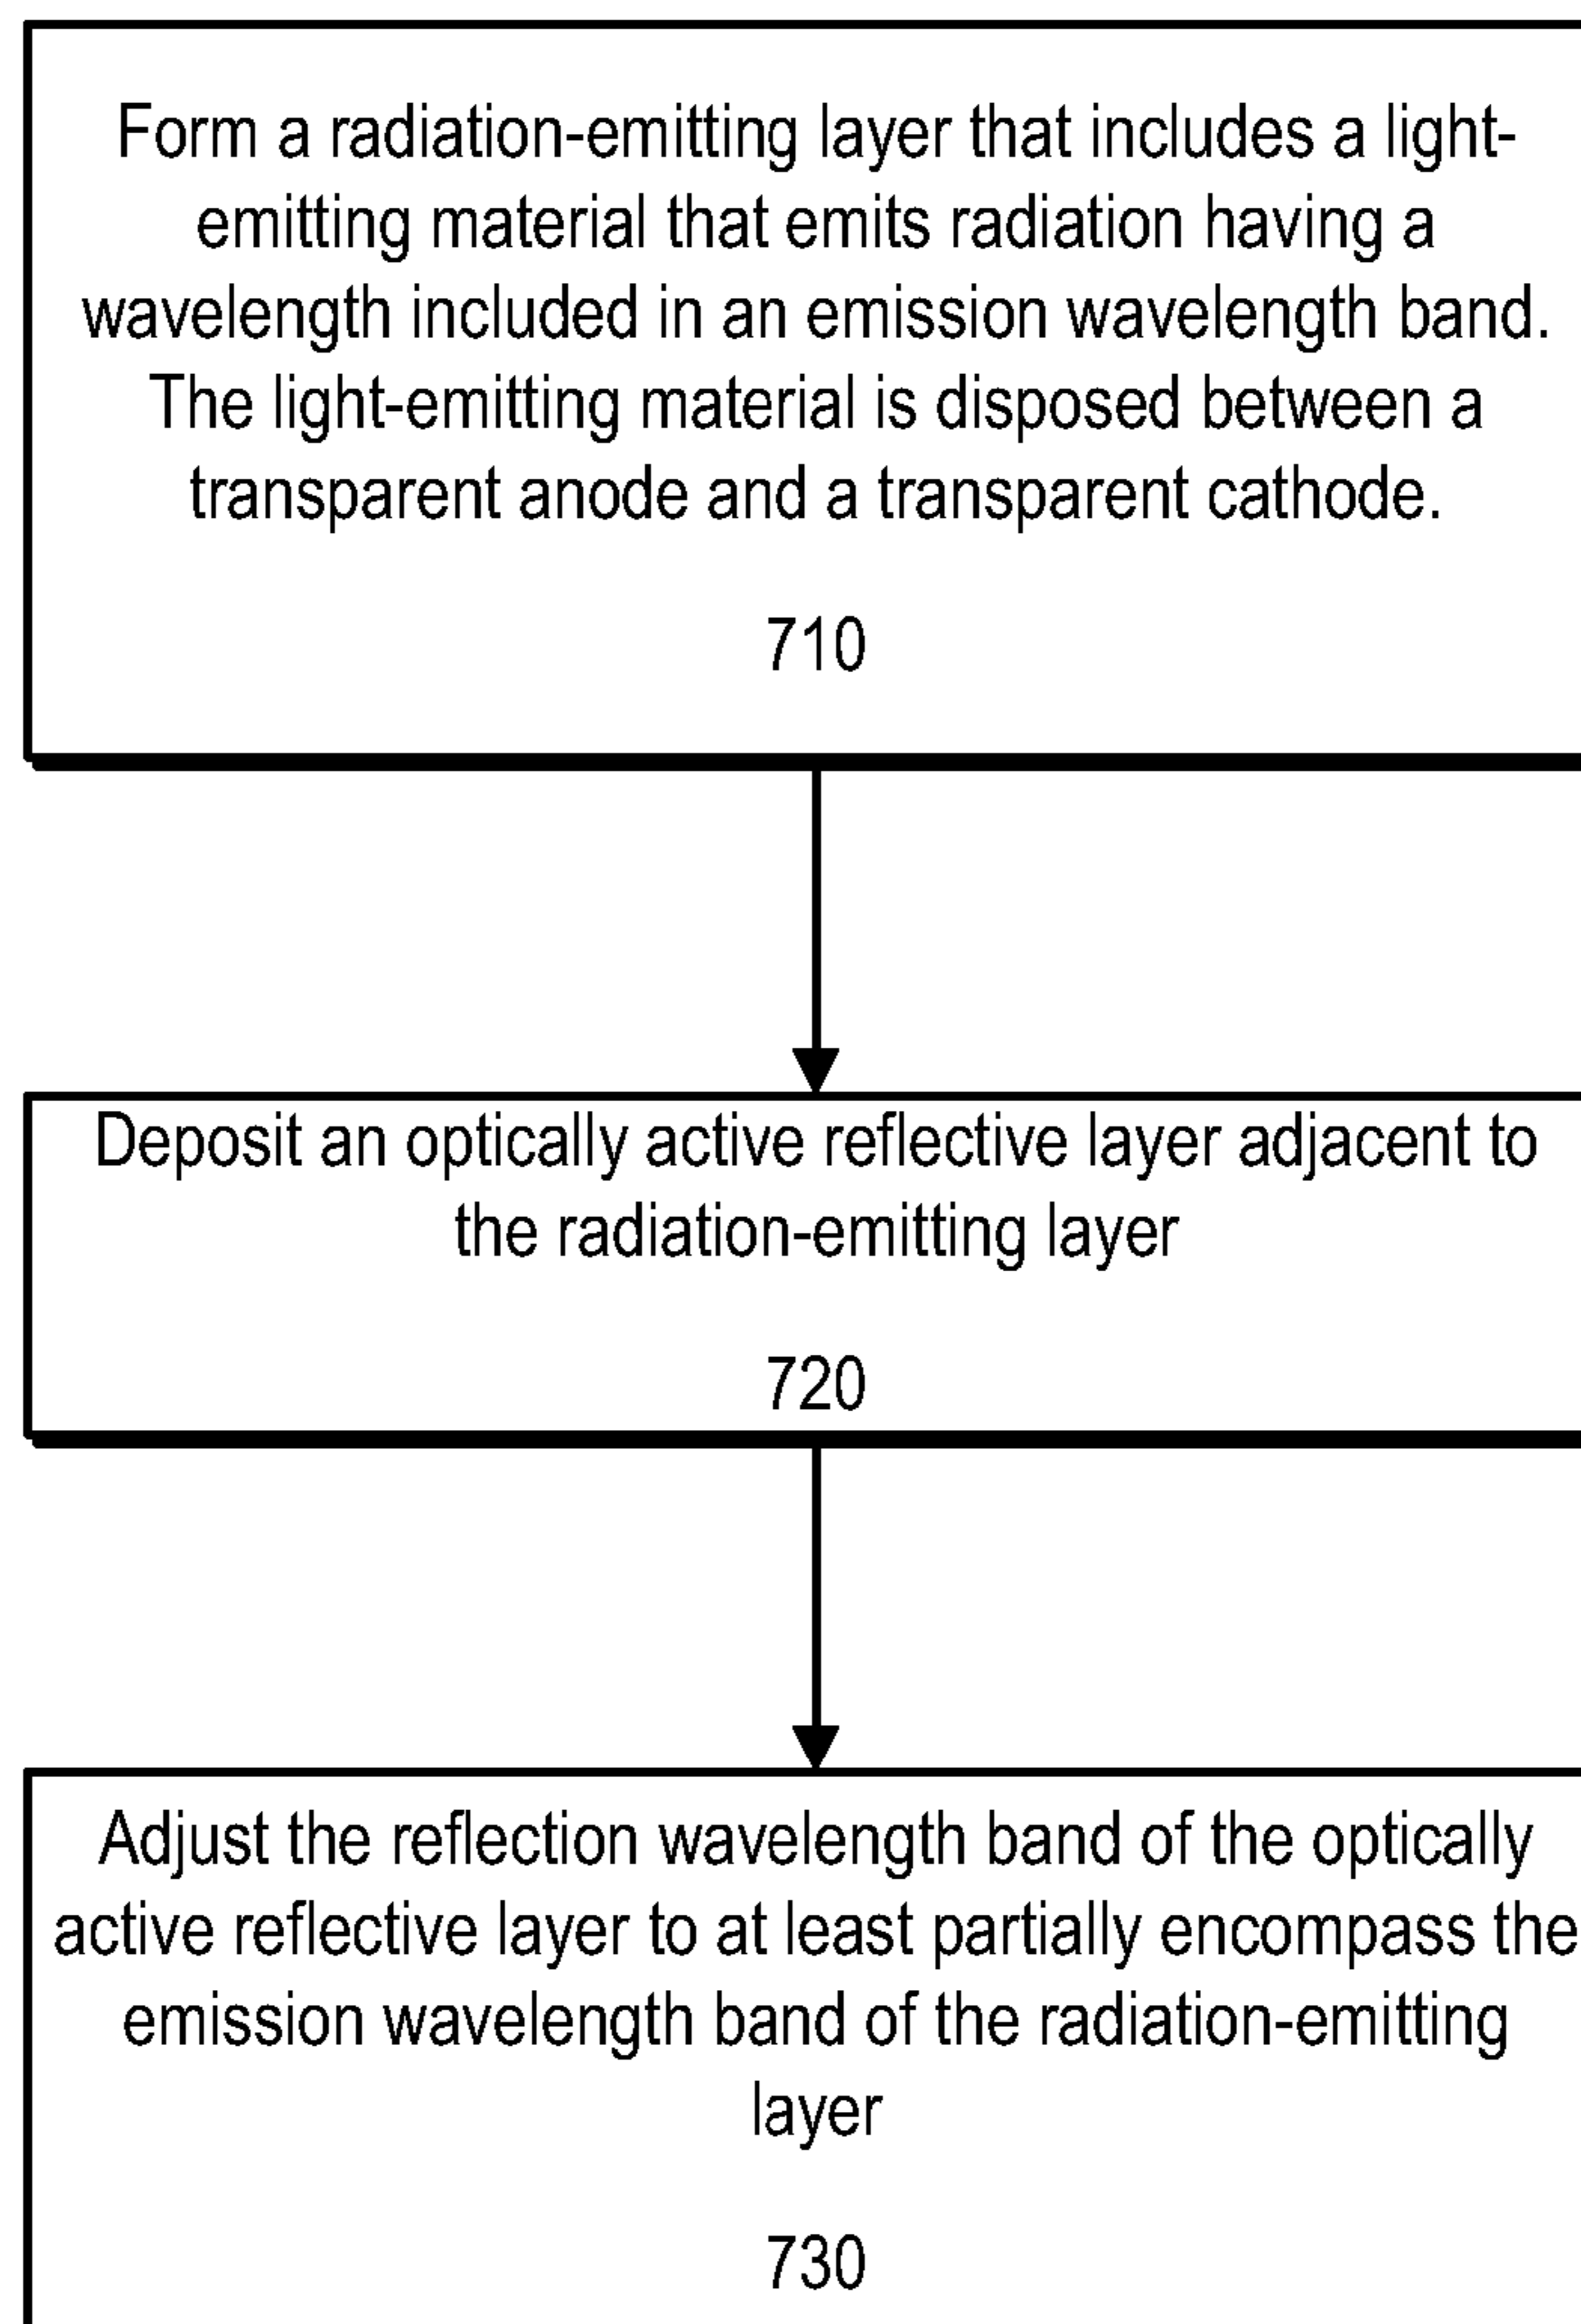 Form a radiation-emitting layer that includes a light-
emitting material that emits radiation having a
wavelength included in an emission wavelength band.
The light-emitting material is disposed between a
transparent anode and a transparent cathode.
710
Deposit an optically active reflective layer adjacent to
the radiation-emitting layer
720
Adjust the reflection wavelength band of the optically
active reflective layer to at least partially encompass the
emission wavelength band of the radiation-emitting
layer
730